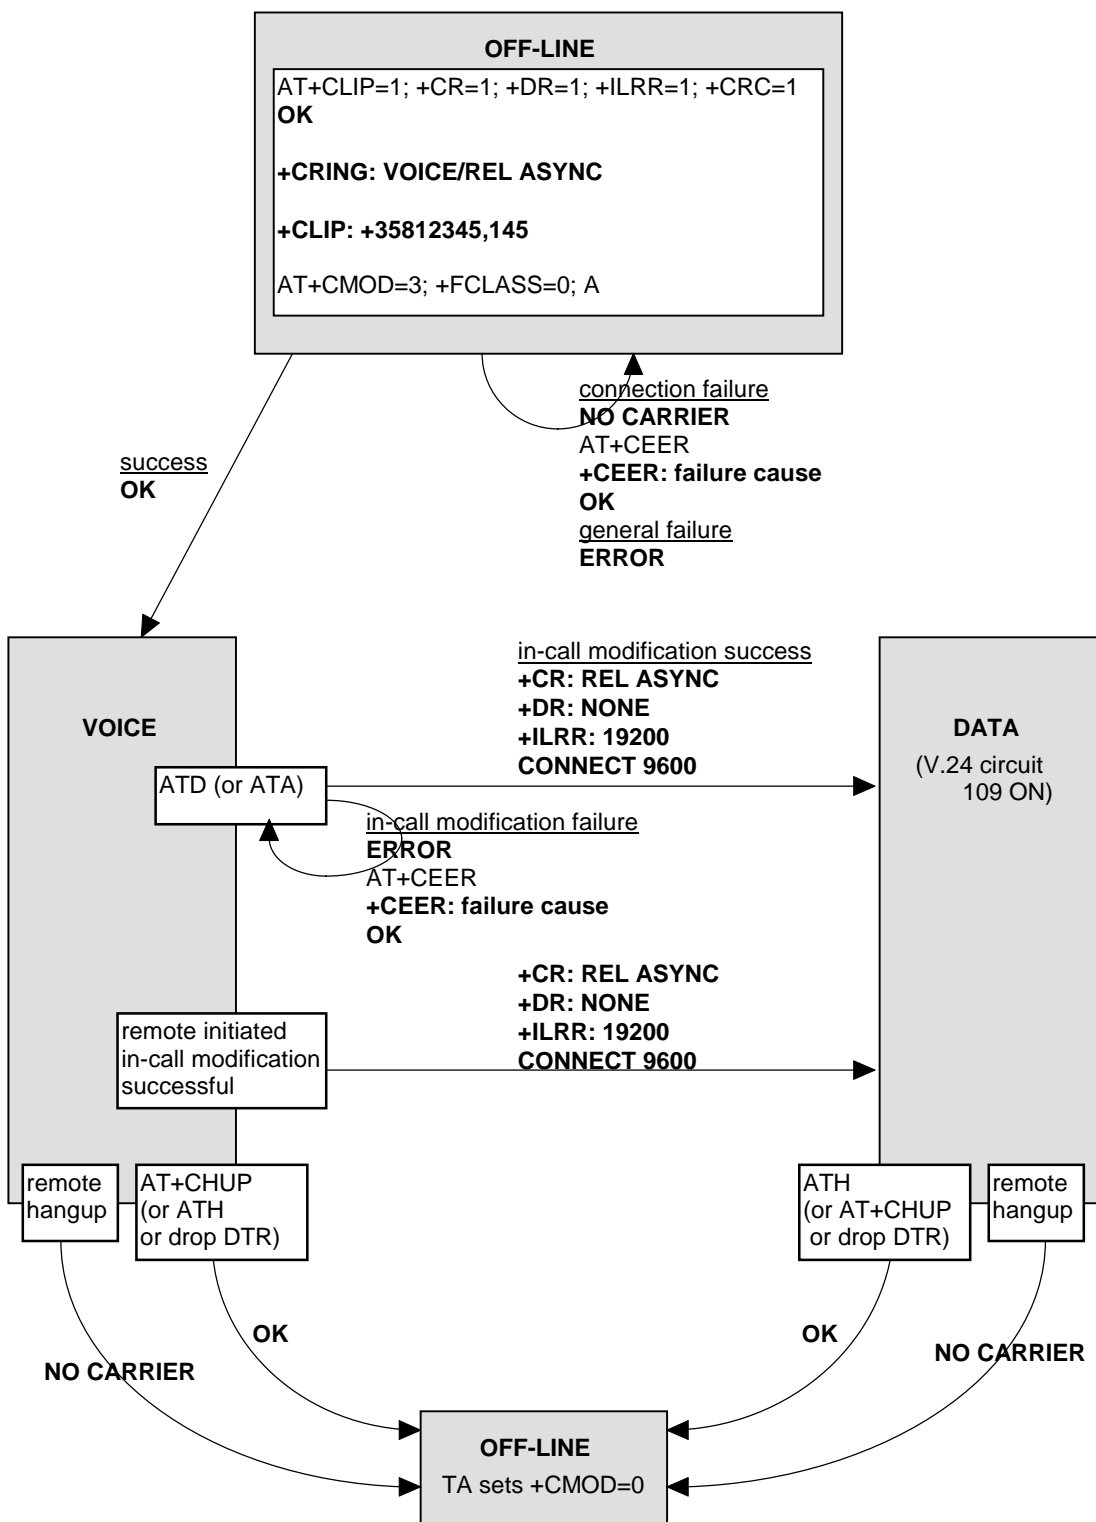 OFF-LINE
AT+CLIP=1; +CR=1; +DR=1; +ILRR=1; +CRC=1
OK
+CRING: VOICE/REL ASYNC
+CLIP: +35812345,145
AT+CMOD=3; +FCLASS=0; A
connection failure
NO CARRIER
AT+CEER
+CEER: failure cause
OK
general failure
ERROR
success
OK
VOICE
ATD (or ATA)
in-call modification success
+CR: REL ASYNC
+DR: NONE
+ILRR: 19200
CONNECT 9600
DATA
(V.24 circuit
109 ON)
in-call modification failure
ERROR
AT+CEER
+CEER: failure cause
OK
remote initiated
in-call modification
successful
+CR: REL ASYNC
+DR: NONE
+ILRR: 19200
CONNECT 9600
remote
hangup
AT+CHUP
(or ATH
or drop DTR)
ATH
(or AT+CHUP
or drop DTR)
remote
hangup
NO CARRIER
OK
OK
NO CARRIER
OFF-LINE
TA sets +CMOD=0